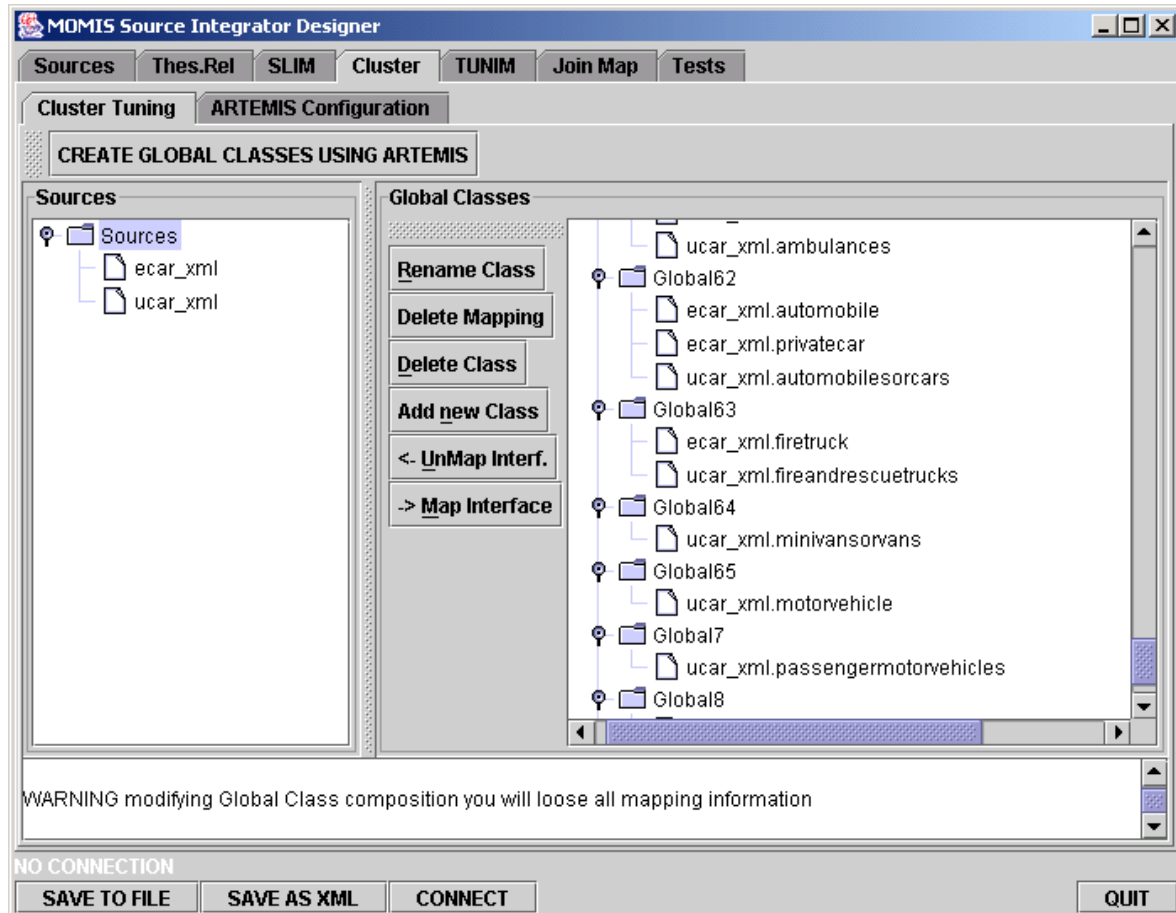 MOMIS Source Integrator Designer
Sources Thes.Rel SLIM Cluster TUNIM Join Map Tests
Cluster Tuning ARTEMIS Configuration
CREATE GLOBAL CLASSES USING ARTEMIS
Sources
Sources
ecar_xml
ucar_xml
Global Classes
Rename Class
Delete Mapping
Delete Class
Add new Class
<- UnMap Interf.
-> Map Interface
ucar_xml.ambulances
Global62
ecar_xml.automobile
ecar_xml.privatecar
ucar_xml.automobilesorcars
Global63
ecar_xml.firetruck
ucar_xml.fireandrescuetrucks
Global64
ucar_xml.minivansorvans
Global65
ucar_xml.motorvehicle
Global7
ucar_xml.passengermotorvehicles
Global8
WARNING modifying Global Class composition you will loose all mapping information
NO CONNECTION
SAVE TO FILE SAVE AS XML CONNECT QUIT